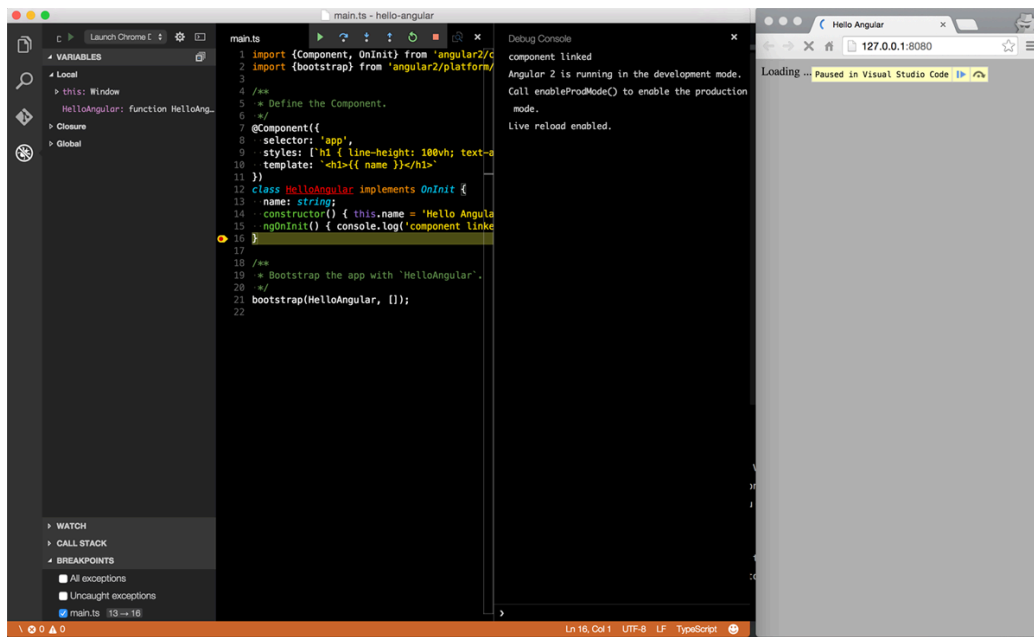 main.ts - hello-angular
Launch Chrome D
VARIABLES
Local
this: Window
HelloAngular: function HelloAng…
Closure
Global
WATCH
CALL STACK
BREAKPOINTS
All exceptions
Uncaught exceptions
main.ts 13 → 16
0 0
main.ts
1 import {Component, OnInit} from 'angular2/c
2 import {bootstrap} from 'angular2/platform/
3
4 /**
5 * Define the Component.
6 */
7 @Component({
8 selector: 'app',
9 styles: [`h1 { line-height: 100vh; text-a
10 template: `<h1>{{ name }}</h1>`
11 })
12 class HelloAngular implements OnInit {
13 name: string;
14 constructor() { this.name = 'Hello Angula
15 ngOnInit() { console.log('component linke
16 }
17
18 /**
19 * Bootstrap the app with `HelloAngular`.
20 */
21 bootstrap(HelloAngular, []);
22
Debug Console
component linked
Angular 2 is running in the development mode.
Call enableProdMode() to enable the production
mode.
Live reload enabled.
Ln 16, Col 1 UTF-8 LF TypeScript
Hello Angular
127.0.0.1:8080
Loading ... Paused in Visual Studio Code